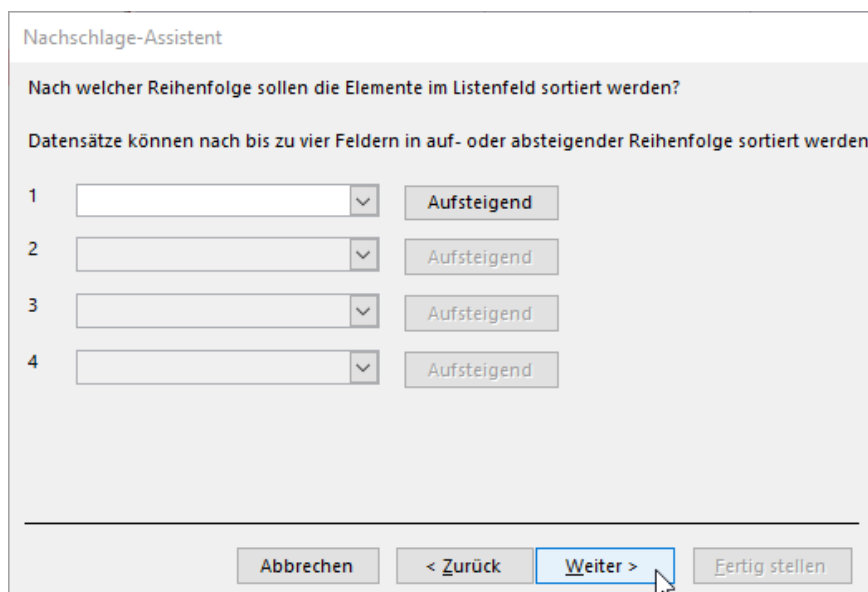 Nachschlage-Assistent
Nach welcher Reihenfolge sollen die Elemente im Listenfeld sortiert werden?
Datensätze können nach bis zu vier Feldern in auf- oder absteigender Reihenfolge sortiert werden
1 Aufsteigend
2 Aufsteigend
3 Aufsteigend
4 Aufsteigend
Abbrechen < Zurück Weiter > Fertig stellen